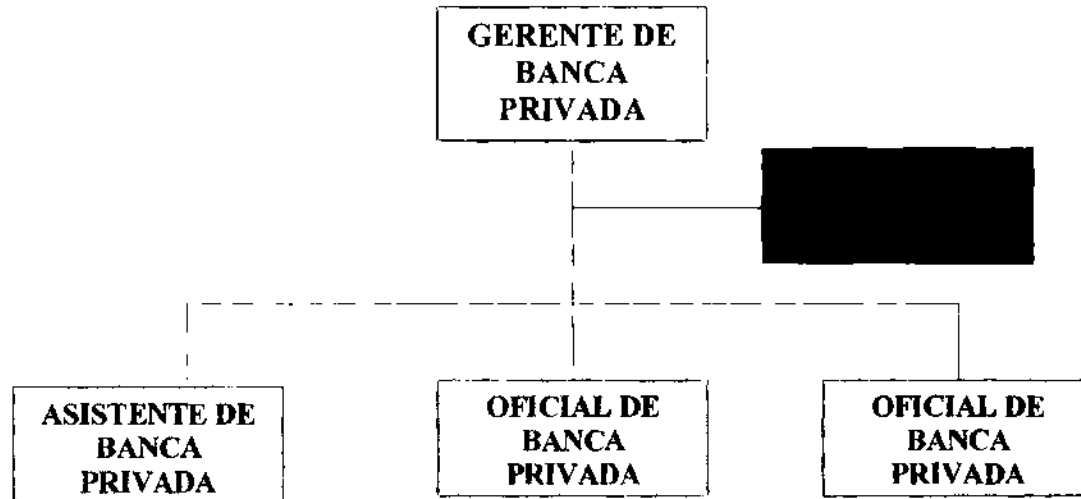 GERENTE DE
BANCA
PRIVADA
ASISTENTE DE
BANCA
PRIVADA
OFICIAL DE
BANCA
PRIVADA
OFICIAL DE
BANCA
PRIVADA